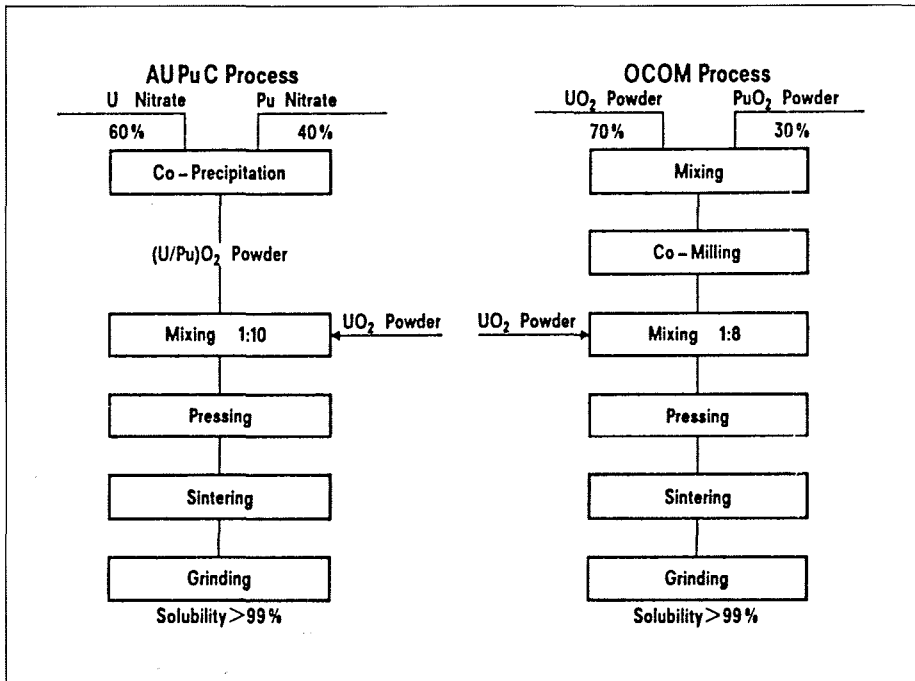 AUPuC Process
U Nitrate
Pu Nitrate
60%
40%
Co-Precipitation
(U/Pu)O₂ Powder
Mixing 1:10
UO₂ Powder
Pressing
Sintering
Grinding
Solubility>99%
OCOM Process
UO₂ Powder
PuO₂ Powder
70%
30%
Mixing
Co-Milling
UO₂ Powder
Mixing 1:8
Pressing
Sintering
Grinding
Solubility>99%